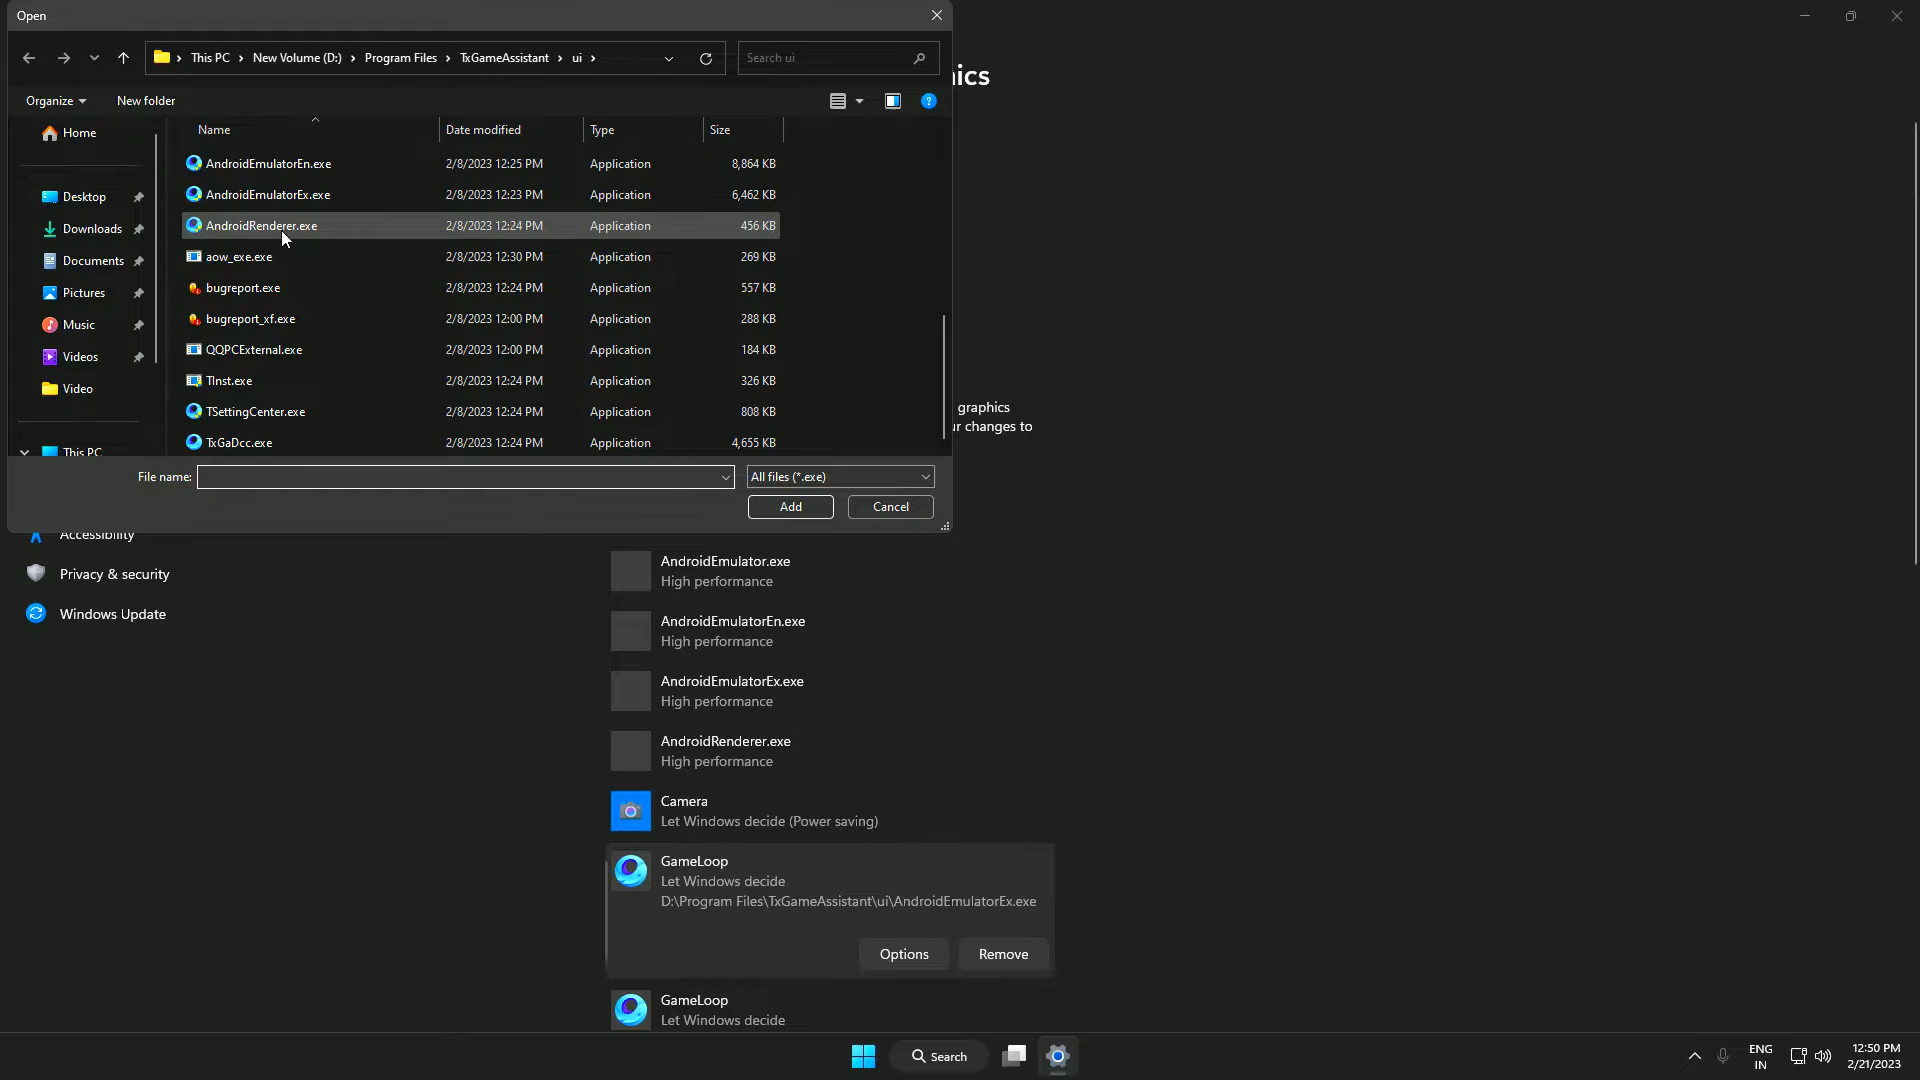 Open
This PC > New Volume (D:) > Program Files > TxGameAssistant > ui >
Search ui
ics
Organize
New folder
Home
Desktop
Downloads
Documents
Pictures
Music
Videos
Video
This PC
Name Date modified Type Size
AndroidEmulatorEn.exe 2/8/2023 12:25 PM Application 8,864 KB
AndroidEmulatorEx.exe 2/8/2023 12:23 PM Application 6,462 KB
AndroidRenderer.exe 2/8/2023 12:24 PM Application 456 KB
aow_exe.exe 2/8/2023 12:30 PM Application 269 KB
bugreport.exe 2/8/2023 12:24 PM Application 557 KB
bugreport_xf.exe 2/8/2023 12:00 PM Application 288 KB
QQPCExternal.exe 2/8/2023 12:00 PM Application 184 KB
TInst.exe 2/8/2023 12:24 PM Application 326 KB
TSettingCenter.exe 2/8/2023 12:24 PM Application 808 KB
TxGaDcc.exe 2/8/2023 12:24 PM Application 4,655 KB
graphics
ur changes to
File name:
All files (*.exe)
Add
Cancel
Accessibility
Privacy & security
Windows Update
AndroidEmulator.exe
High performance
AndroidEmulatorEn.exe
High performance
AndroidEmulatorEx.exe
High performance
AndroidRenderer.exe
High performance
Camera
Let Windows decide (Power saving)
GameLoop
Let Windows decide
D:\Program Files\TxGameAssistant\ui\AndroidEmulatorEx.exe
Options
Remove
GameLoop
Let Windows decide
Search
ENG
IN
12:50 PM
2/21/2023